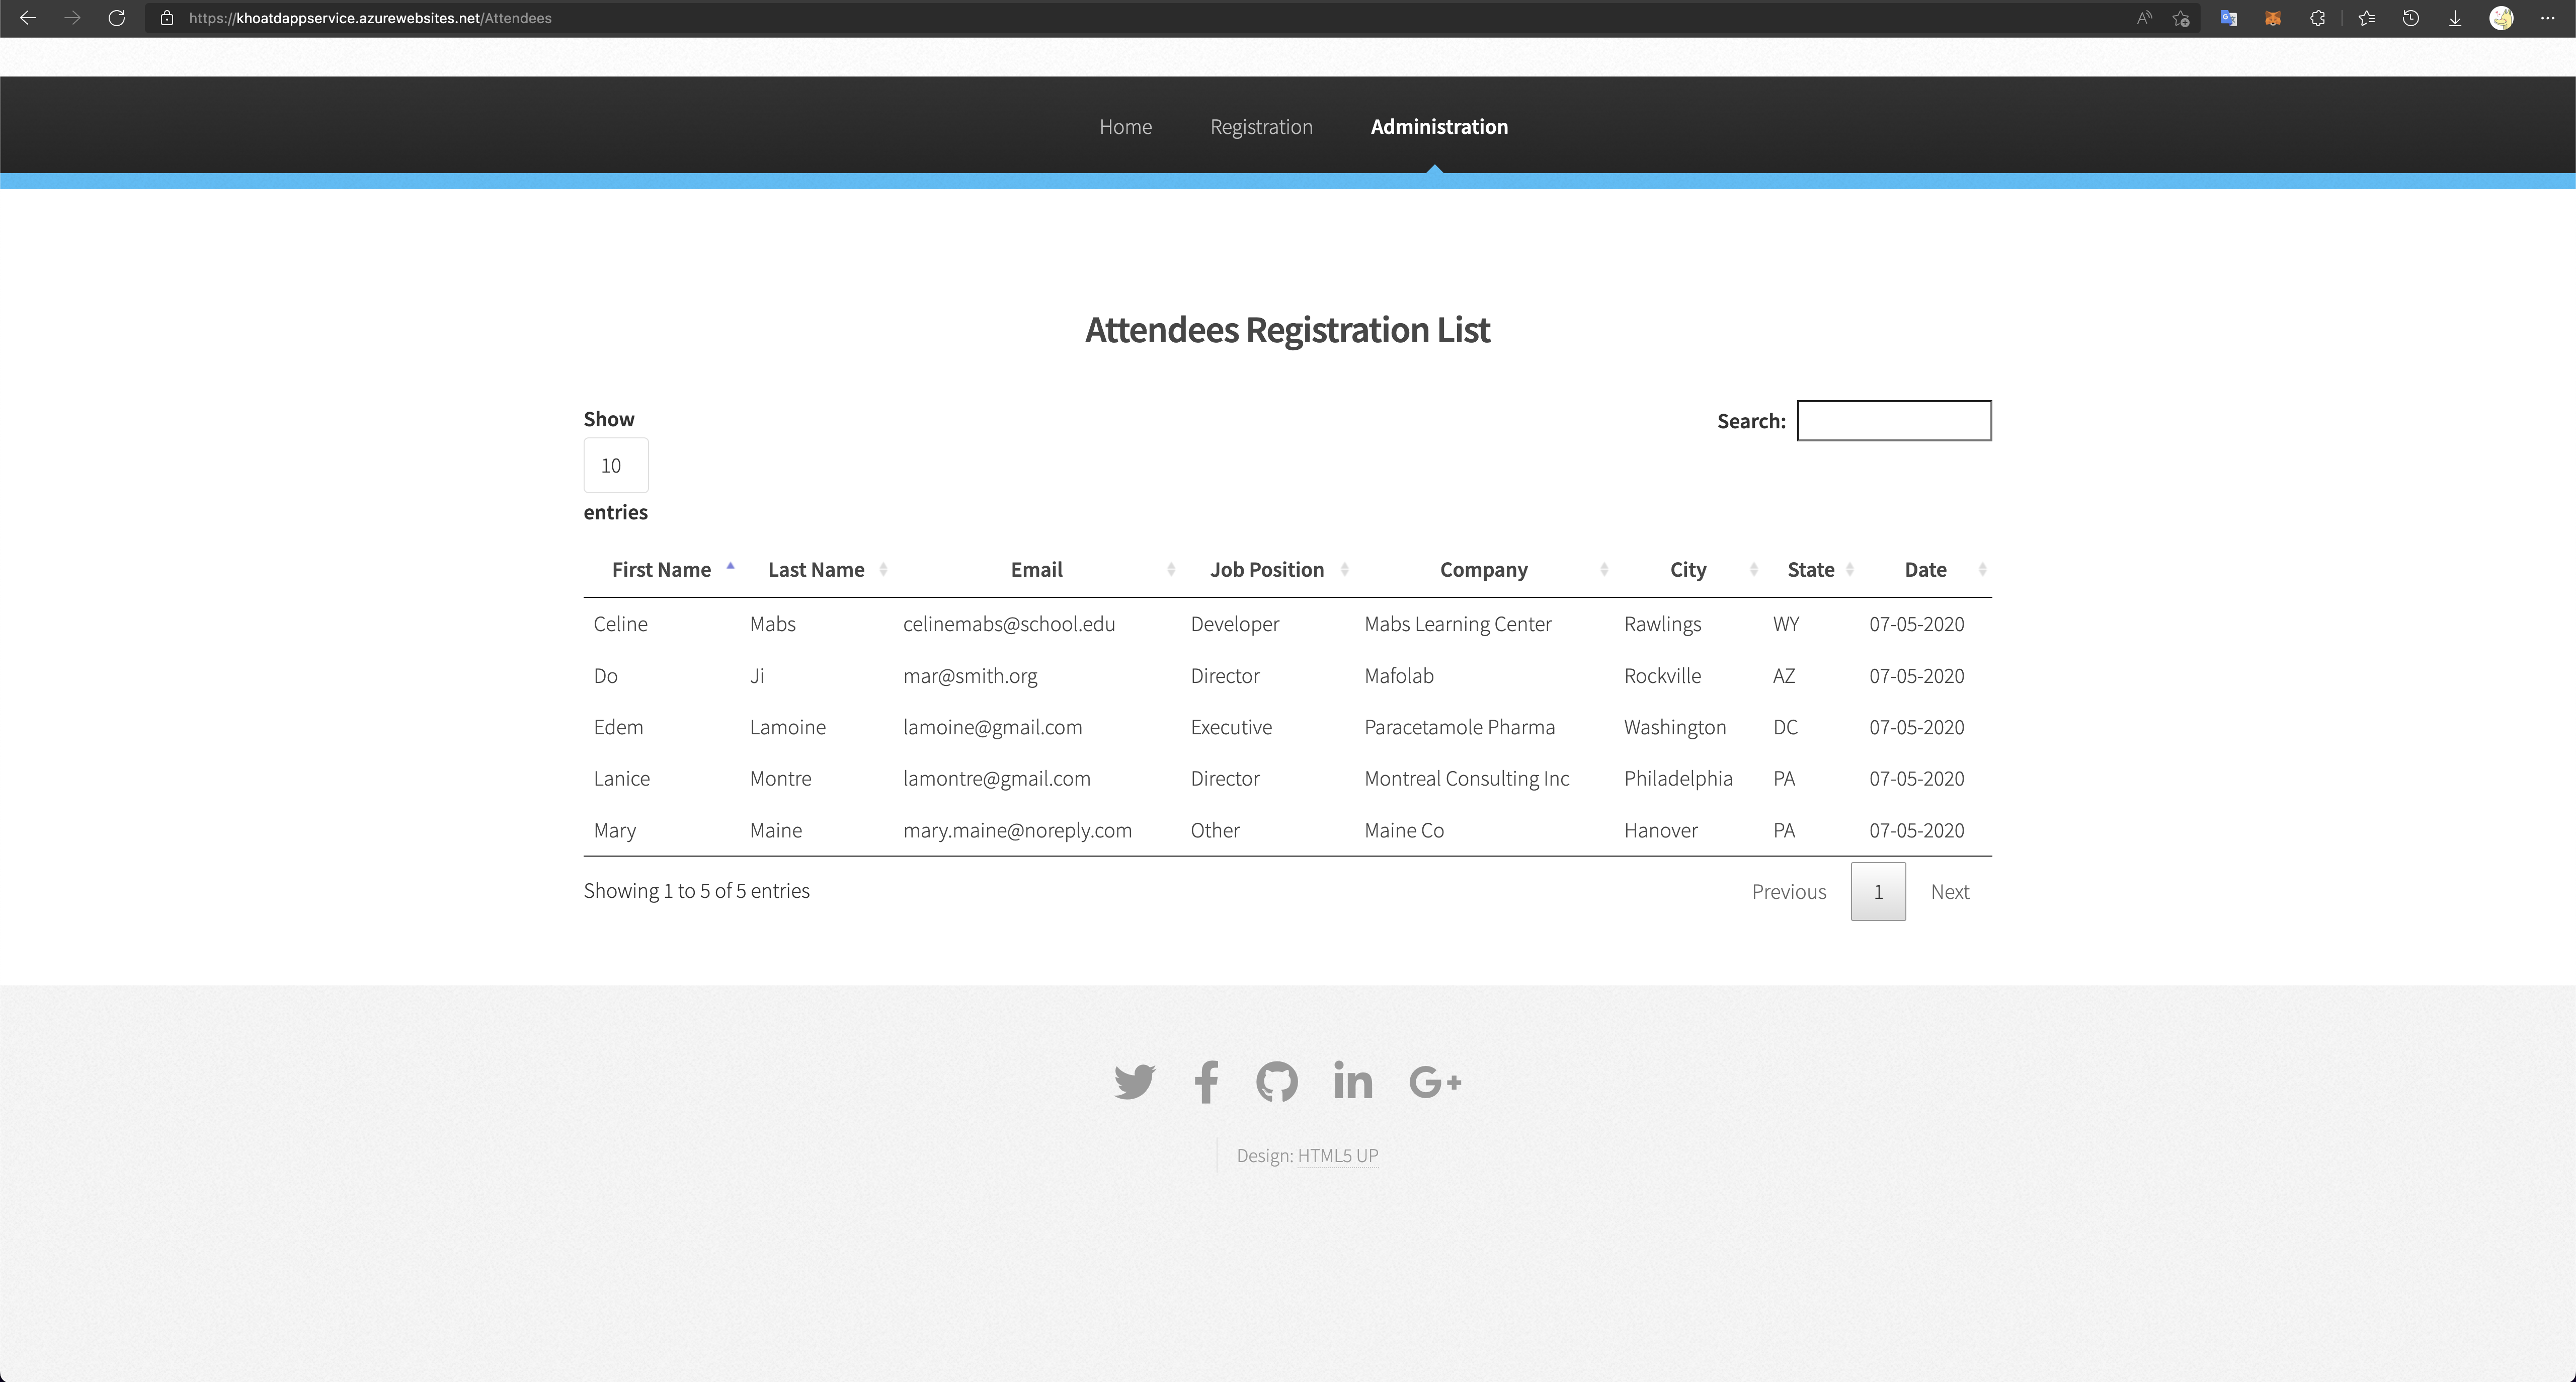 https://khoatdappservice.azurewebsites.net/Attendees
Home Registration Administration
Attendees Registration List
Show
Search:
10
entries
First Name Last Name Email Job Position Company City State Date
Celine Mabs celinemabs@school.edu Developer Mabs Learning Center Rawlings WY 07-05-2020
Do Ji mar@smith.org Director Mafolab Rockville AZ 07-05-2020
Edem Lamoine lamoine@gmail.com Executive Paracetamole Pharma Washington DC 07-05-2020
Lanice Montre lamontre@gmail.com Director Montreal Consulting Inc Philadelphia PA 07-05-2020
Mary Maine mary.maine@noreply.com Other Maine Co Hanover PA 07-05-2020
Showing 1 to 5 of 5 entries Previous 1 Next
Design: HTML5 UP